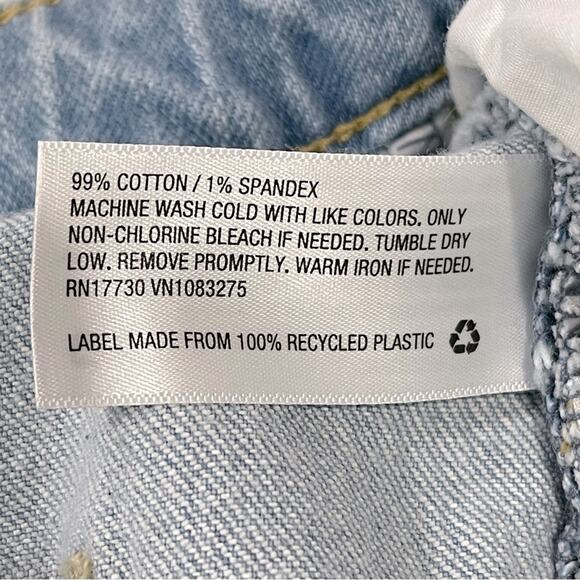 99% COTTON / 1% SPANDEX
MACHINE WASH COLD WITH LIKE COLORS. ONLY
NON-CHLORINE BLEACH IF NEEDED. TUMBLE DRY
LOW. REMOVE PROMPTLY. WARM IRON IF NEEDED.
RN17730 VN1083275
LABEL MADE FROM 100% RECYCLED PLASTIC